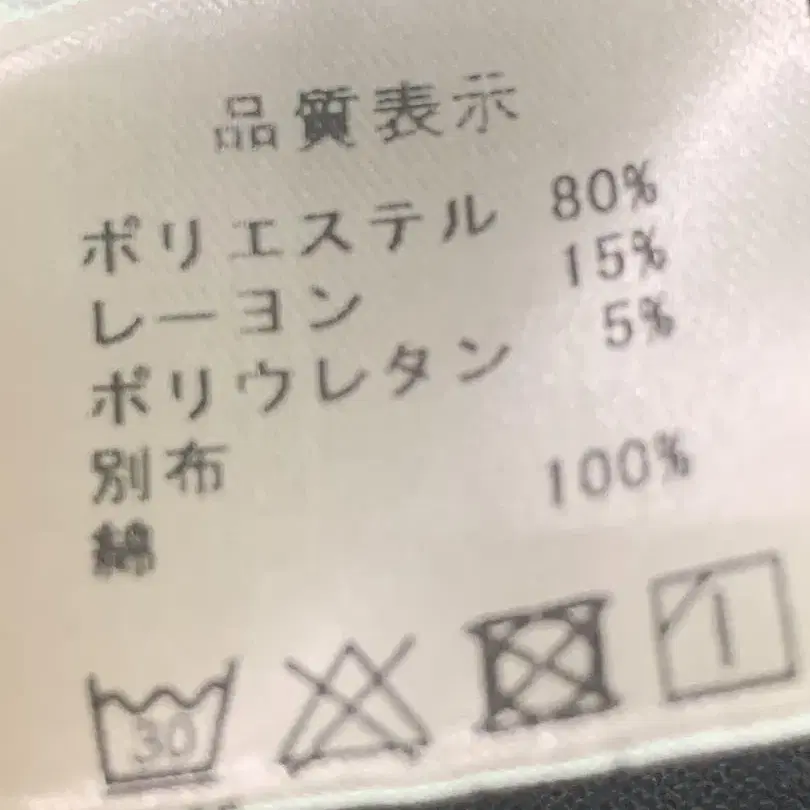 品質表示
ポリエステル 80%
レーヨン 15%
ポリウレタン 5%
別布
綿 100%
30